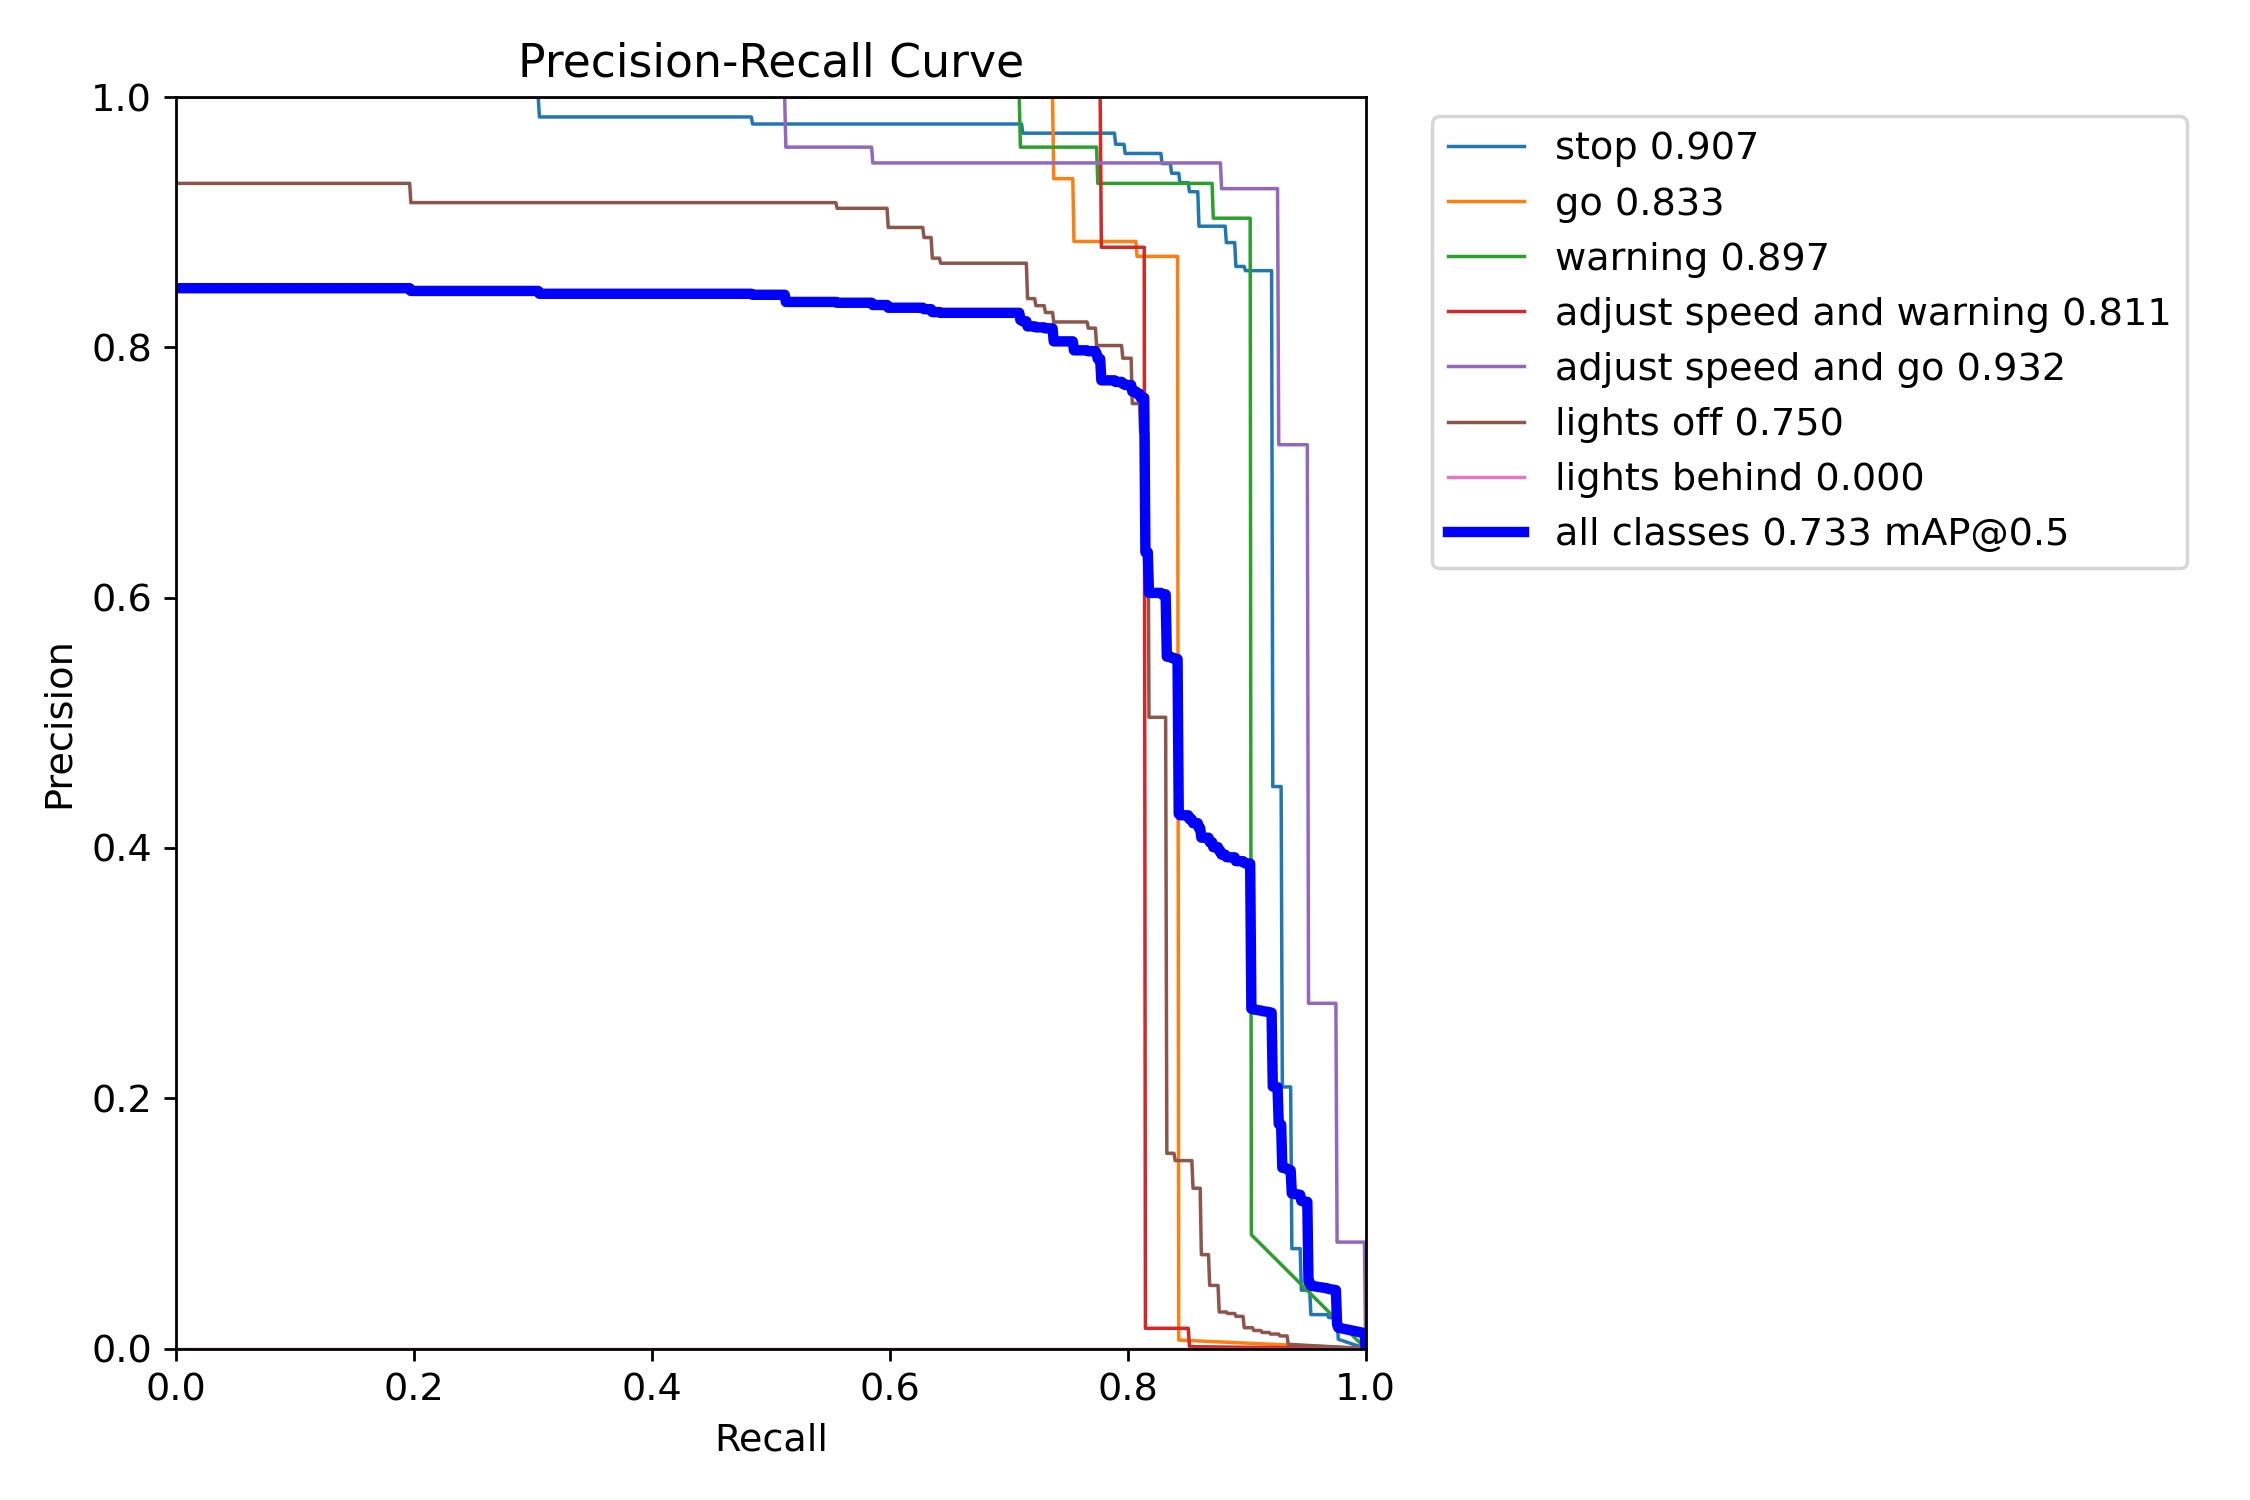 Precision-Recall Curve
1.0
0.8
0.6
0.4
0.2
0.0
Precision
0.0 0.2 0.4 0.6 0.8 1.0
Recall
stop 0.907
go 0.833
warning 0.897
adjust speed and warning 0.811
adjust speed and go 0.932
lights off 0.750
lights behind 0.000
all classes 0.733 mAP@0.5